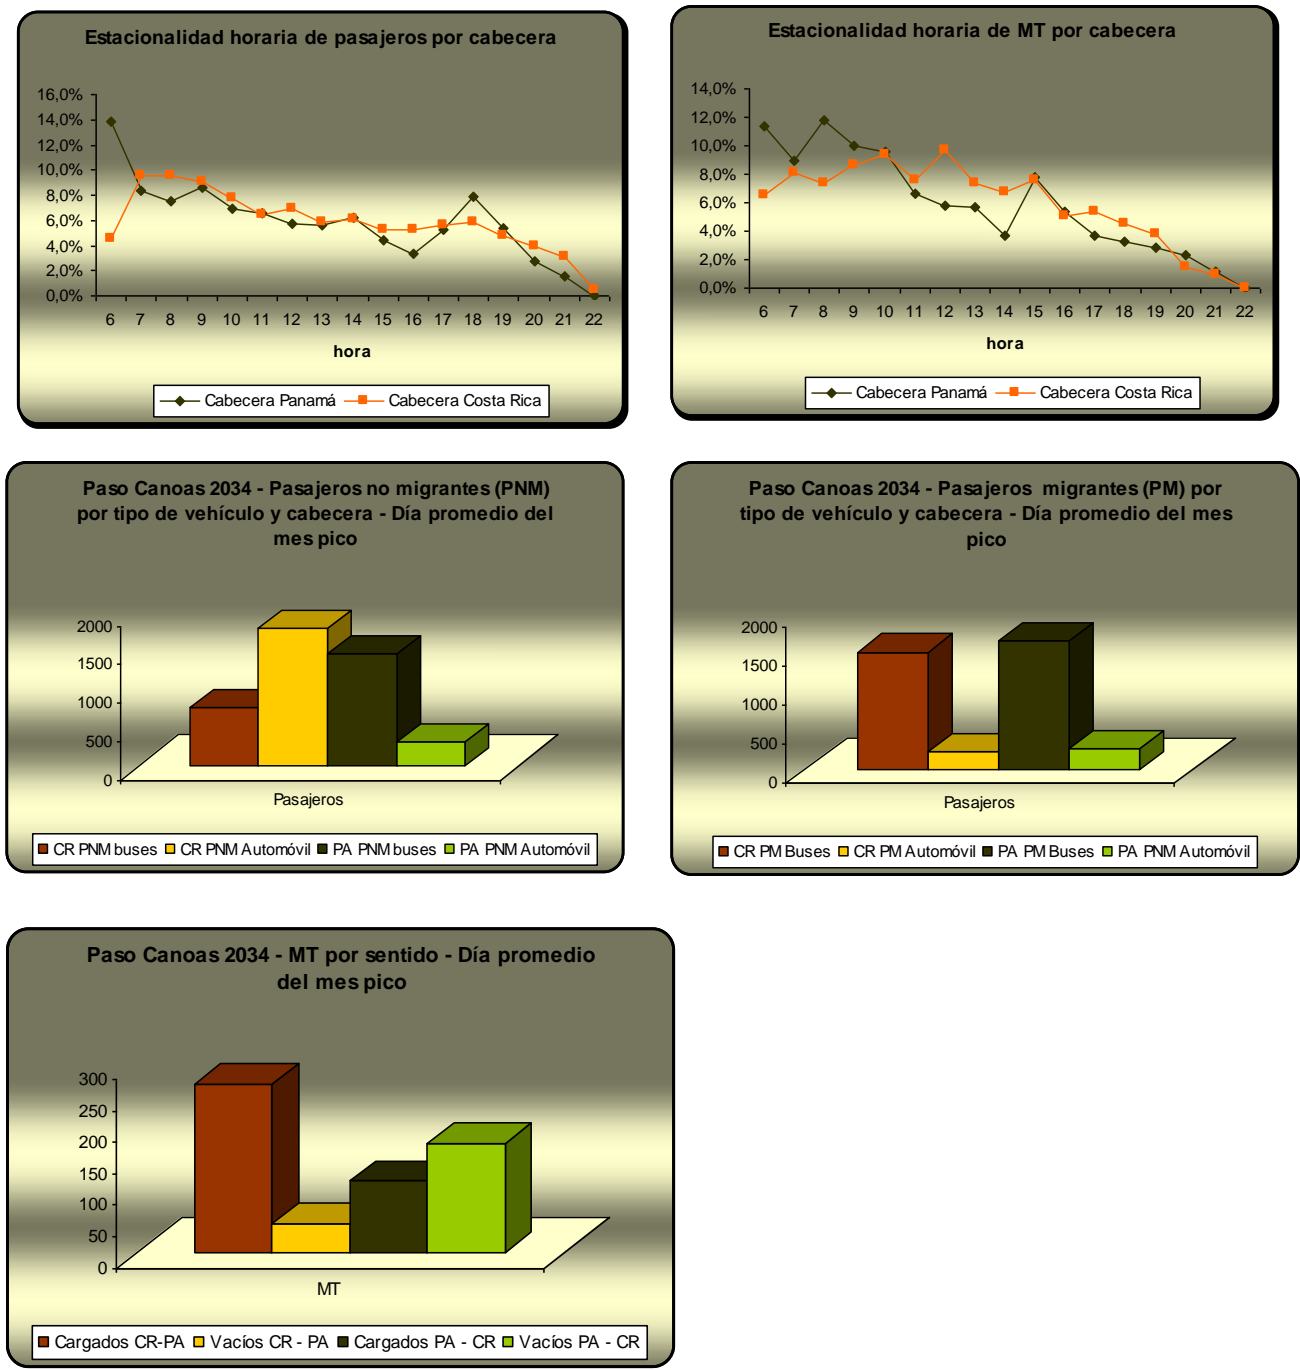 Estacionalidad horaria de pasajeros por cabecera
16,0%
14,0%
12,0%
10,0%
8,0%
6,0%
4,0%
2,0%
0,0%
6 7 8 9 10 11 12 13 14 15 16 17 18 19 20 21 22
hora
Cabecera Panamá Cabecera Costa Rica
Estacionalidad horaria de MT por cabecera
14,0%
12,0%
10,0%
8,0%
6,0%
4,0%
2,0%
0,0%
6 7 8 9 10 11 12 13 14 15 16 17 18 19 20 21 22
hora
Cabecera Panamá Cabecera Costa Rica
Paso Canoas 2034 - Pasajeros no migrantes (PNM)
por tipo de vehículo y cabecera - Día promedio del
mes pico
2000
1500
1000
500
0
Pasajeros
CR PNM buses CR PNM Automóvil PA PNM buses PA PNM Automóvil
Paso Canoas 2034 - Pasajeros migrantes (PM) por
tipo de vehículo y cabecera - Día promedio del mes
pico
2000
1500
1000
500
0
Pasajeros
CR PM Buses CR PM Automóvil PA PM Buses PA PNM Automóvil
Paso Canoas 2034 - MT por sentido - Día promedio
del mes pico
300
250
200
150
100
50
0
MT
Cargados CR-PA Vacíos CR - PA Cargados PA - CR Vacíos PA - CR